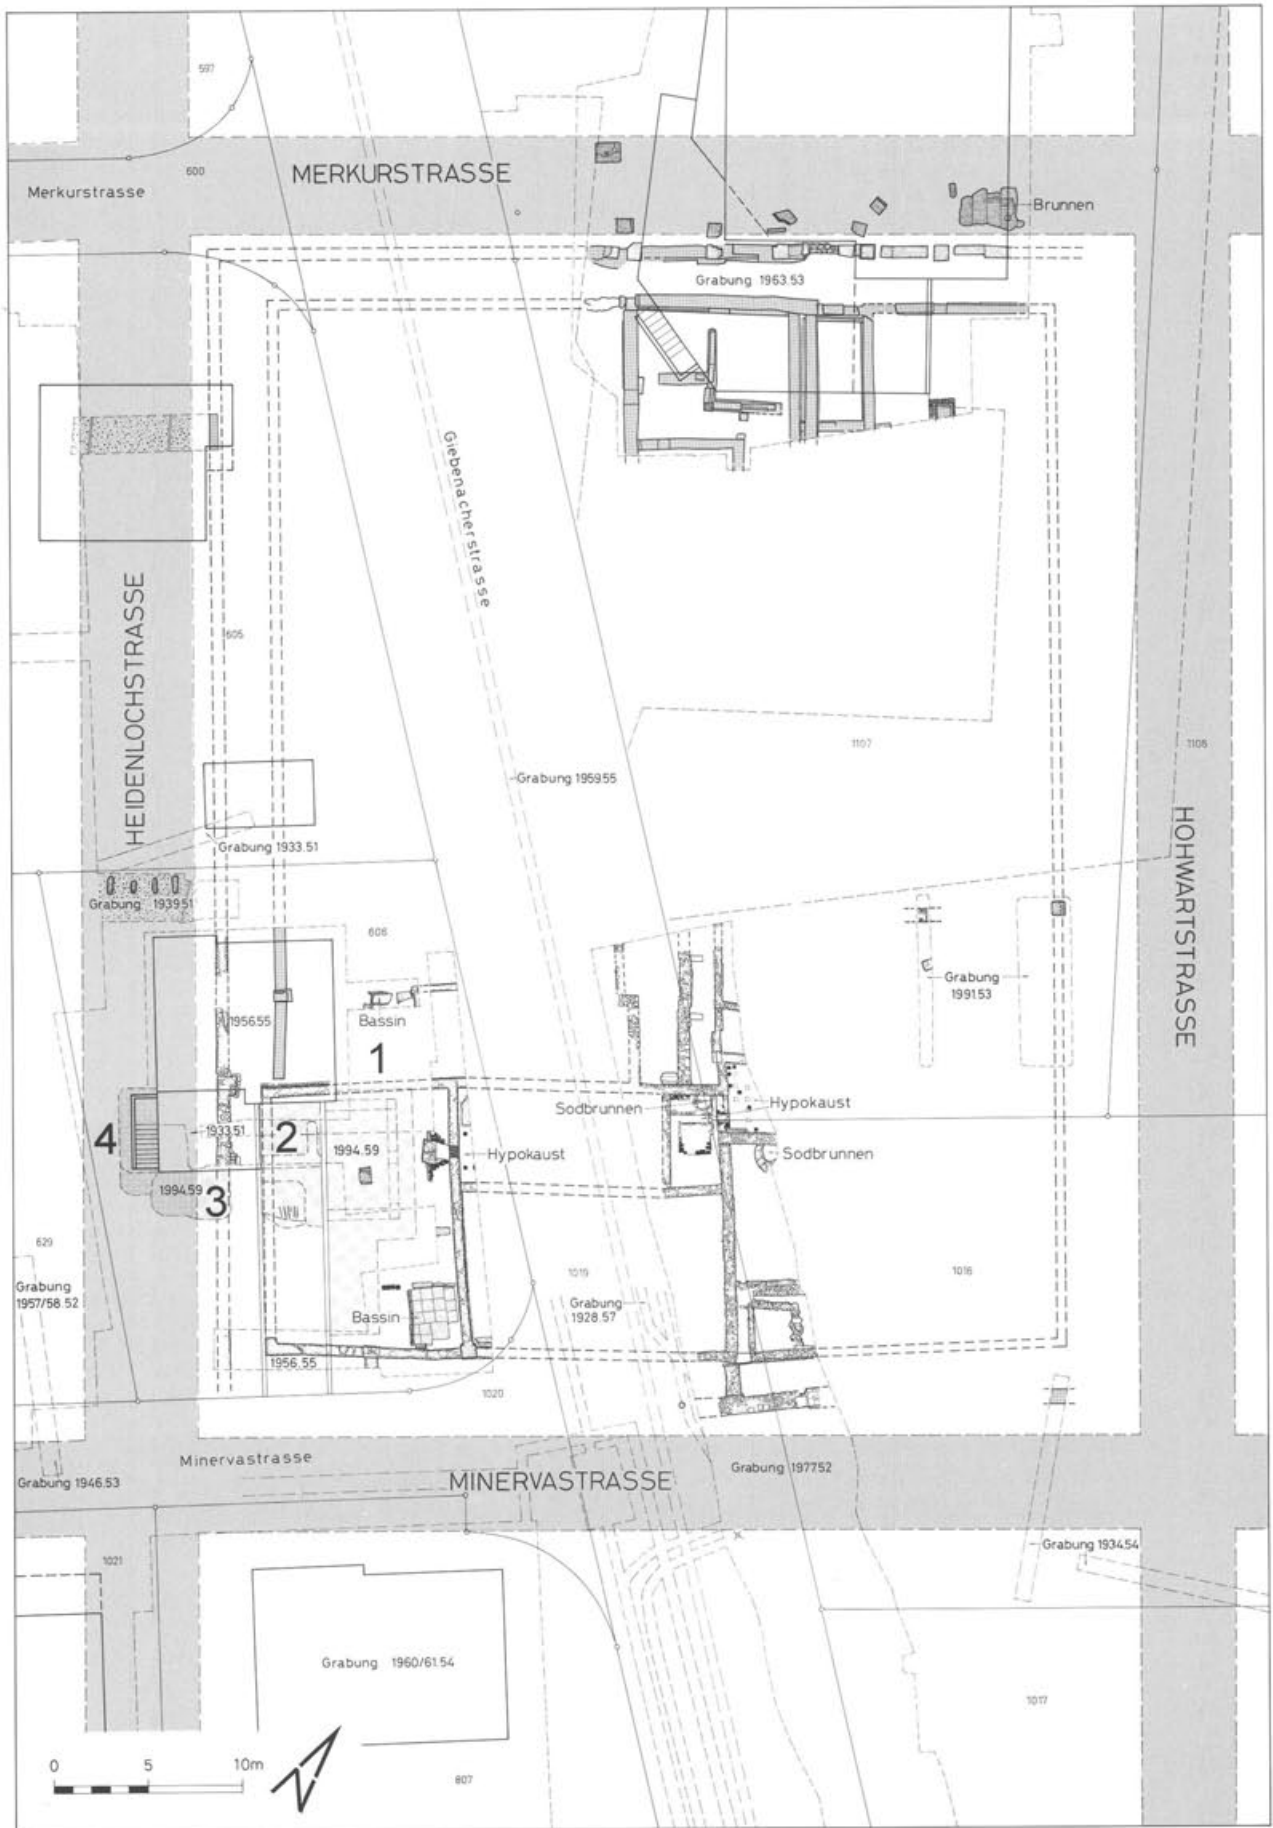 597
600
MERKURSTRASSE
Merkurstrasse
Brunnen
Grabung 1963.53
Giebenacherstrasse
HEIDENLOCHSTRASSE
605
1107
1106
Grabung 1959.55
HOHWARTSTRASSE
Grabung 1933.51
Grabung 1939.51
606
Grabung
1991.53
1956.55
Bassin
1
Sodbrunnen
Hypokaust
4
1933.51
2
1994.59
Hypokaust
Sodbrunnen
1994.59
3
629
1019
1016
Grabung
1957/58.52
Grabung
1928.57
Bassin
1956.55
1020
Minervastrasse
MINERVASTRASSE
Grabung 1977.52
Grabung 1946.53
1021
Grabung 1934.54
Grabung 1960/61.54
1017
0 5 10m
N
807